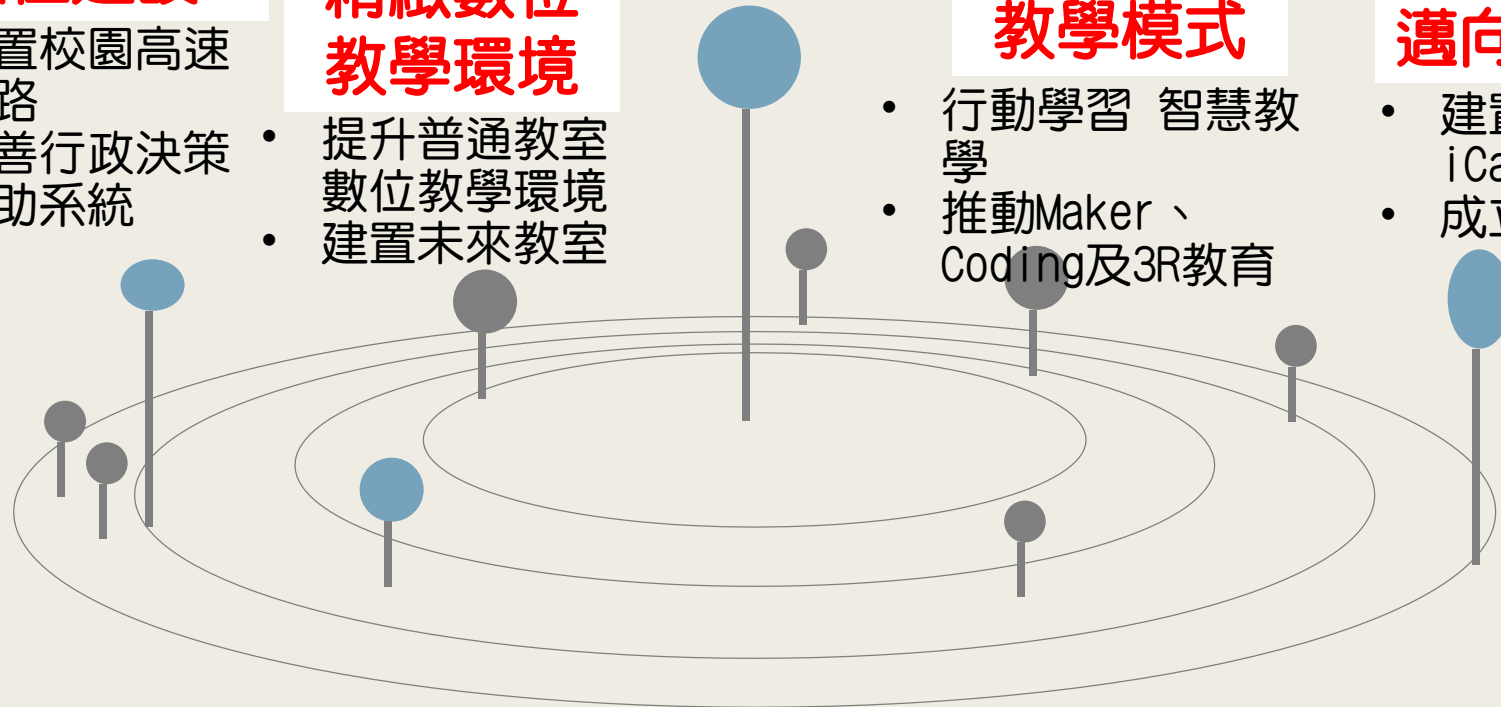 置校園高速
路
善行政決策
助系統
精緻數位
教學環境
• 提升普通教室
數位教學環境
• 建置未來教室
教學模式
• 行動學習 智慧教
學
• 推動Maker、
Coding及3R教育
邁向
• 建置
iCa
• 成立